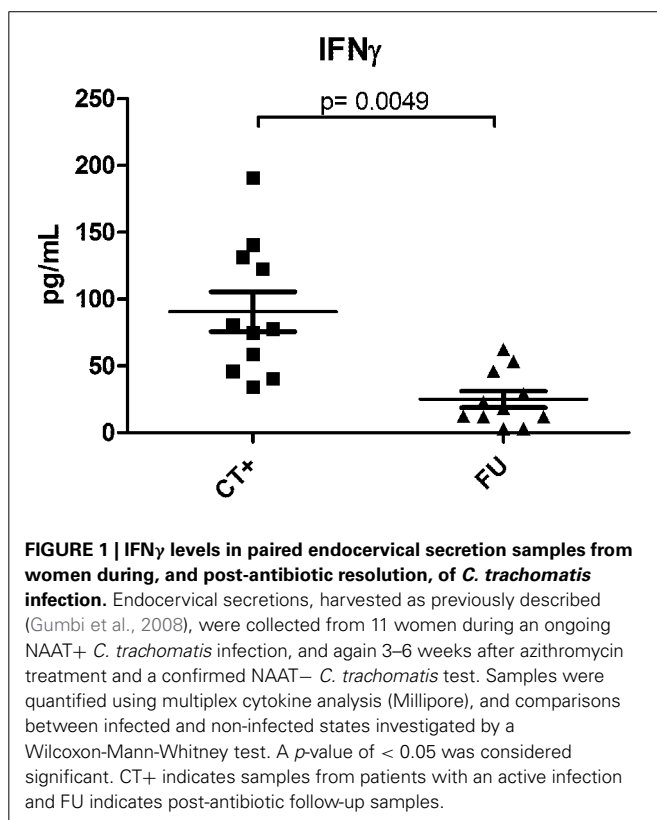 IFNγ
p= 0.0049
250
200
150
100
50
0
pg/mL
CT+
FU
FIGURE 1 | IFNγ levels in paired endocervical secretion samples from
women during, and post-antibiotic resolution, of C. trachomatis
infection. Endocervical secretions, harvested as previously described
(Gumbi et al., 2008), were collected from 11 women during an ongoing
NAAT+ C. trachomatis infection, and again 3–6 weeks after azithromycin
treatment and a confirmed NAAT− C. trachomatis test. Samples were
quantified using multiplex cytokine analysis (Millipore), and comparisons
between infected and non-infected states investigated by a
Wilcoxon-Mann-Whitney test. A p-value of < 0.05 was considered
significant. CT+ indicates samples from patients with an active infection
and FU indicates post-antibiotic follow-up samples.